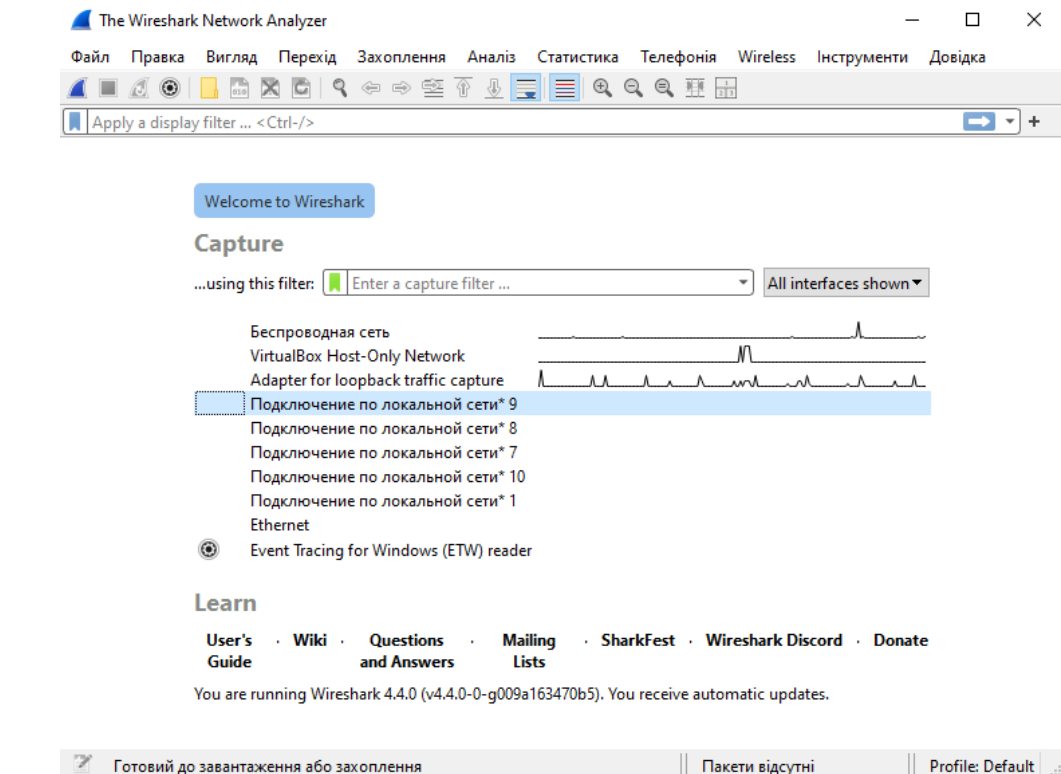 The Wireshark Network Analyzer
Файл Правка Вигляд Перехід Захоплення Аналіз Статистика Телефонія Wireless Інструменти Довідка
Apply a display filter ... <Ctrl-/>
Welcome to Wireshark
Capture
...using this filter: Enter a capture filter ... All interfaces shown
Беспроводная сеть
VirtualBox Host-Only Network
Adapter for loopback traffic capture
Подключение по локальной сети* 9
Подключение по локальной сети* 8
Подключение по локальной сети* 7
Подключение по локальной сети* 10
Подключение по локальной сети* 1
Ethernet
Event Tracing for Windows (ETW) reader
Learn
User's Guide · Wiki · Questions and Answers · Mailing Lists · SharkFest · Wireshark Discord · Donate
You are running Wireshark 4.4.0 (v4.4.0-0-g009a163470b5). You receive automatic updates.
Готовий до завантаження або захоплення Пакети відсутні Profile: Default